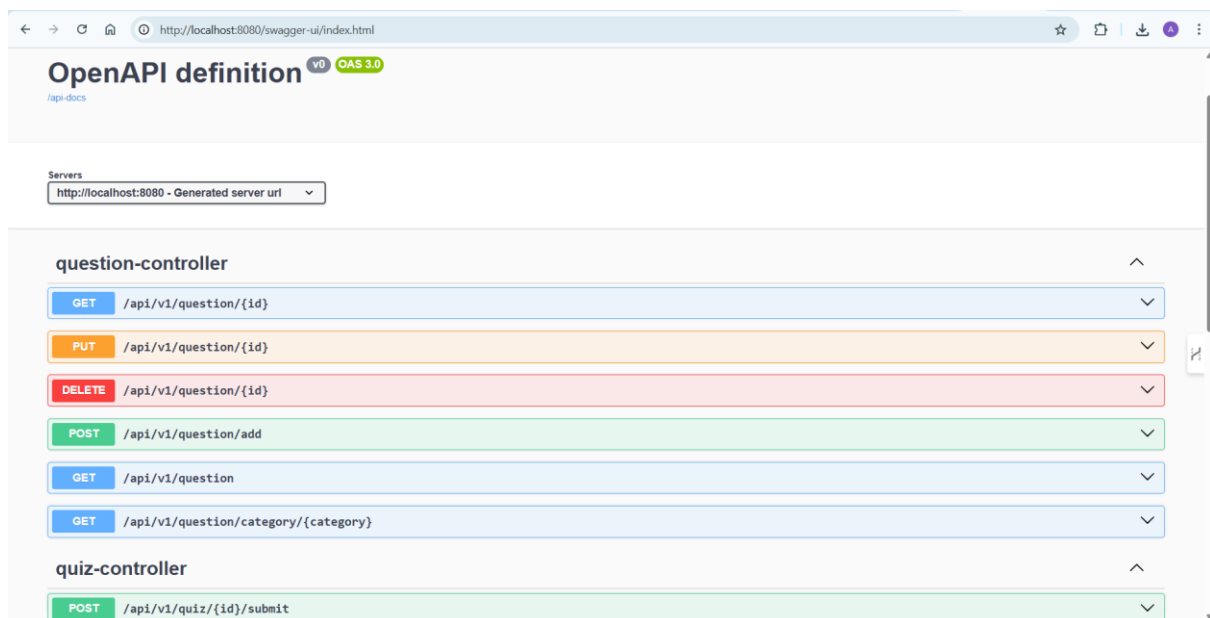 http://localhost:8080/swagger-ui/index.html
A
OpenAPI definition v0 OAS 3.0
/api-docs
Servers
http://localhost:8080 - Generated server url
question-controller
GET /api/v1/question/{id}
PUT /api/v1/question/{id}
DELETE /api/v1/question/{id}
POST /api/v1/question/add
GET /api/v1/question
GET /api/v1/question/category/{category}
quiz-controller
POST /api/v1/quiz/{id}/submit